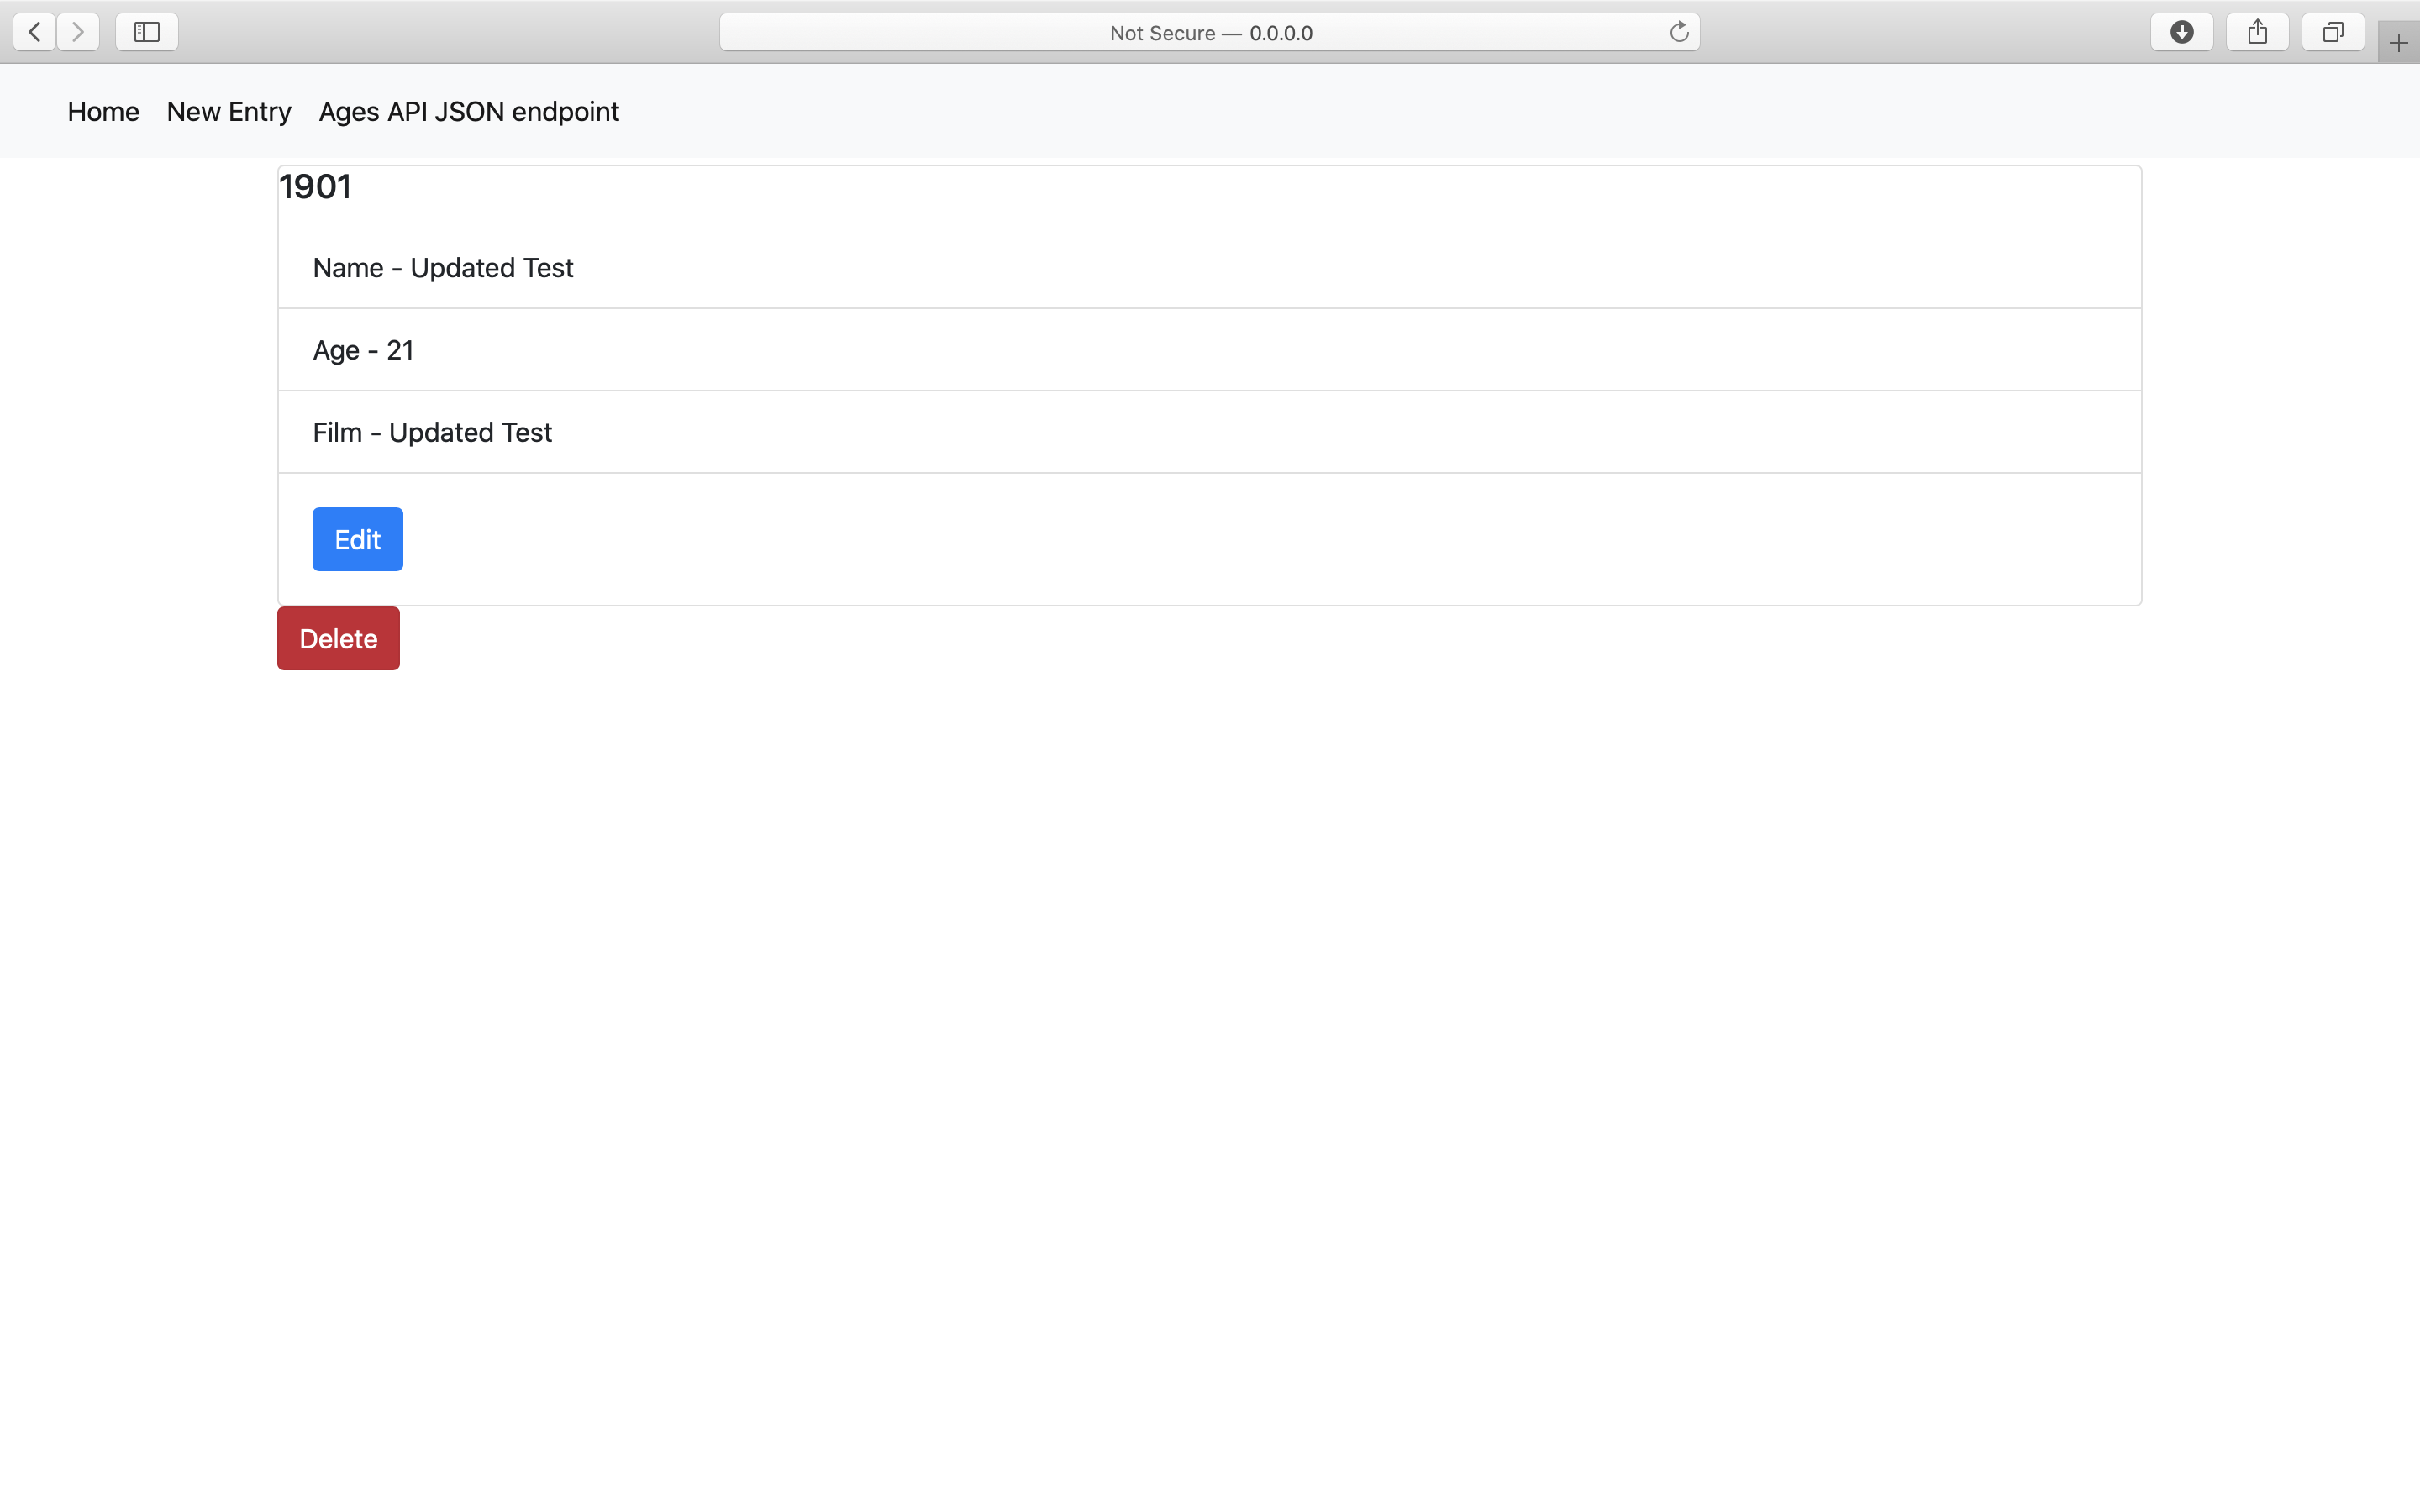 Not Secure — 0.0.0.0
Home New Entry Ages API JSON endpoint
1901
Name - Updated Test
Age - 21
Film - Updated Test
Edit
Delete